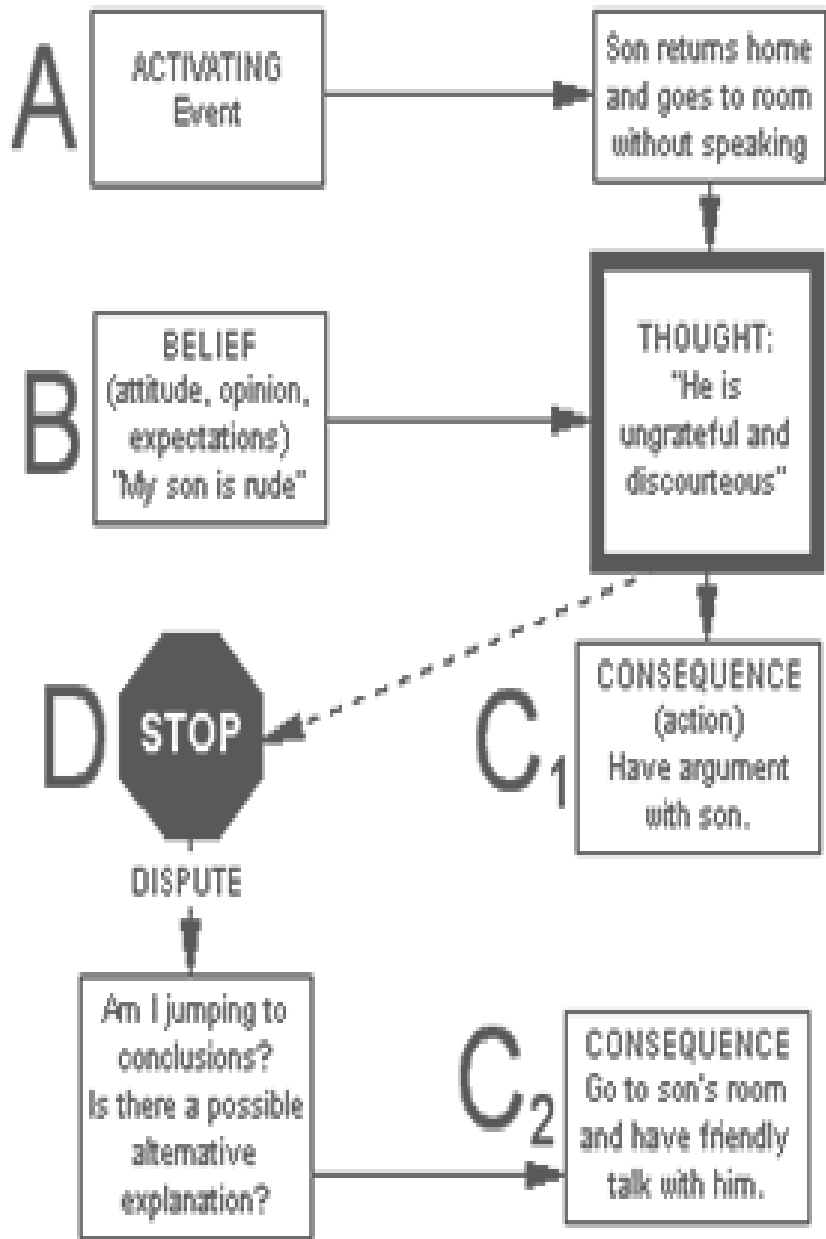 A
ACTIVATING
Event
Son returns home
and goes to room
without speaking
B
BELIEF
(attitude, opinion,
expectations)
"My son is rude"
THOUGHT:
"He is
ungrateful and
discourteous"
D
STOP
DISPUTE
C1
CONSEQUENCE
(action)
Have argument
with son.
Am I jumping to
conclusions?
Is there a possible
alternative
explanation?
C2
CONSEQUENCE
Go to son's room
and have friendly
talk with him.